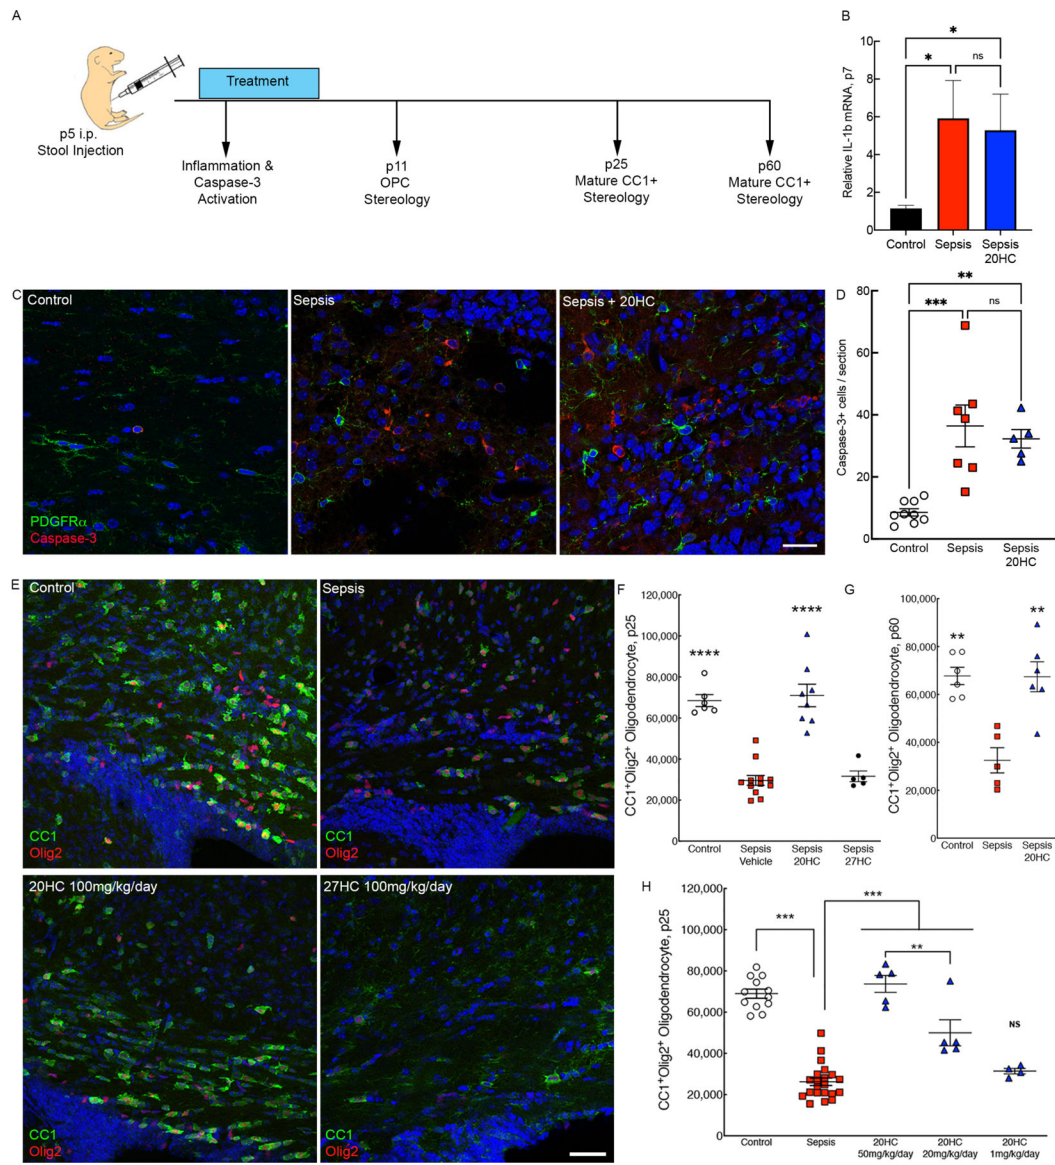 A
Treatment
p5 i.p.
Stool Injection
Inflammation &
Caspase-3
Activation
p11
OPC
Stereology
p25
Mature CC1+
Stereology
p60
Mature CC1+
Stereology
B
Relative IL-1b mRNA, p7
10
8
6
4
2
0
*
*
ns
Control
Sepsis
Sepsis
20HC
C
Control
PDGFRα
Caspase-3
Sepsis
Sepsis + 20HC
D
Caspase-3+ cells / section
80
60
40
20
0
**
***
ns
Control
Sepsis
Sepsis
20HC
E
Control
CC1
Olig2
Sepsis
CC1
Olig2
20HC 100mg/kg/day
CC1
Olig2
27HC 100mg/kg/day
CC1
Olig2
F
CC1+Olig2+ Oligodendrocyte, p25
120,000
100,000
80,000
60,000
40,000
20,000
0
****
****
Control
Sepsis
Vehicle
Sepsis
20HC
Sepsis
27HC
G
CC1+Olig2+ Oligodendrocyte, p60
100,000
80,000
60,000
40,000
20,000
0
**
**
Control
Sepsis
Sepsis
20HC
H
CC1+Olig2+ Oligodendrocyte, p25
120,000
100,000
80,000
60,000
40,000
20,000
0
***
***
**
NS
Control
Sepsis
20HC
50mg/kg/day
20HC
20mg/kg/day
20HC
1mg/kg/day